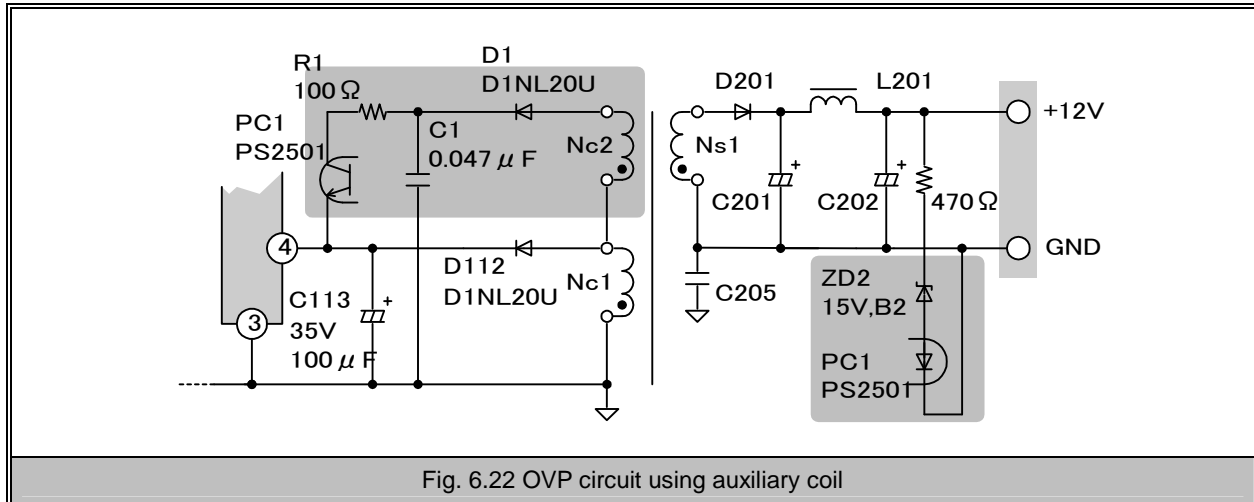 R1
100Ω
D1
D1NL20U
PC1
PS2501
C1
0.047μF
Nc2
Ns1
D201
L201
+12V
C201
+
C202
+
470Ω
GND
4
3
D112
D1NL20U
Nc1
C113
+
35V
100μF
C205
ZD2
15V,B2
PC1
PS2501
Fig. 6.22 OVP circuit using auxiliary coil